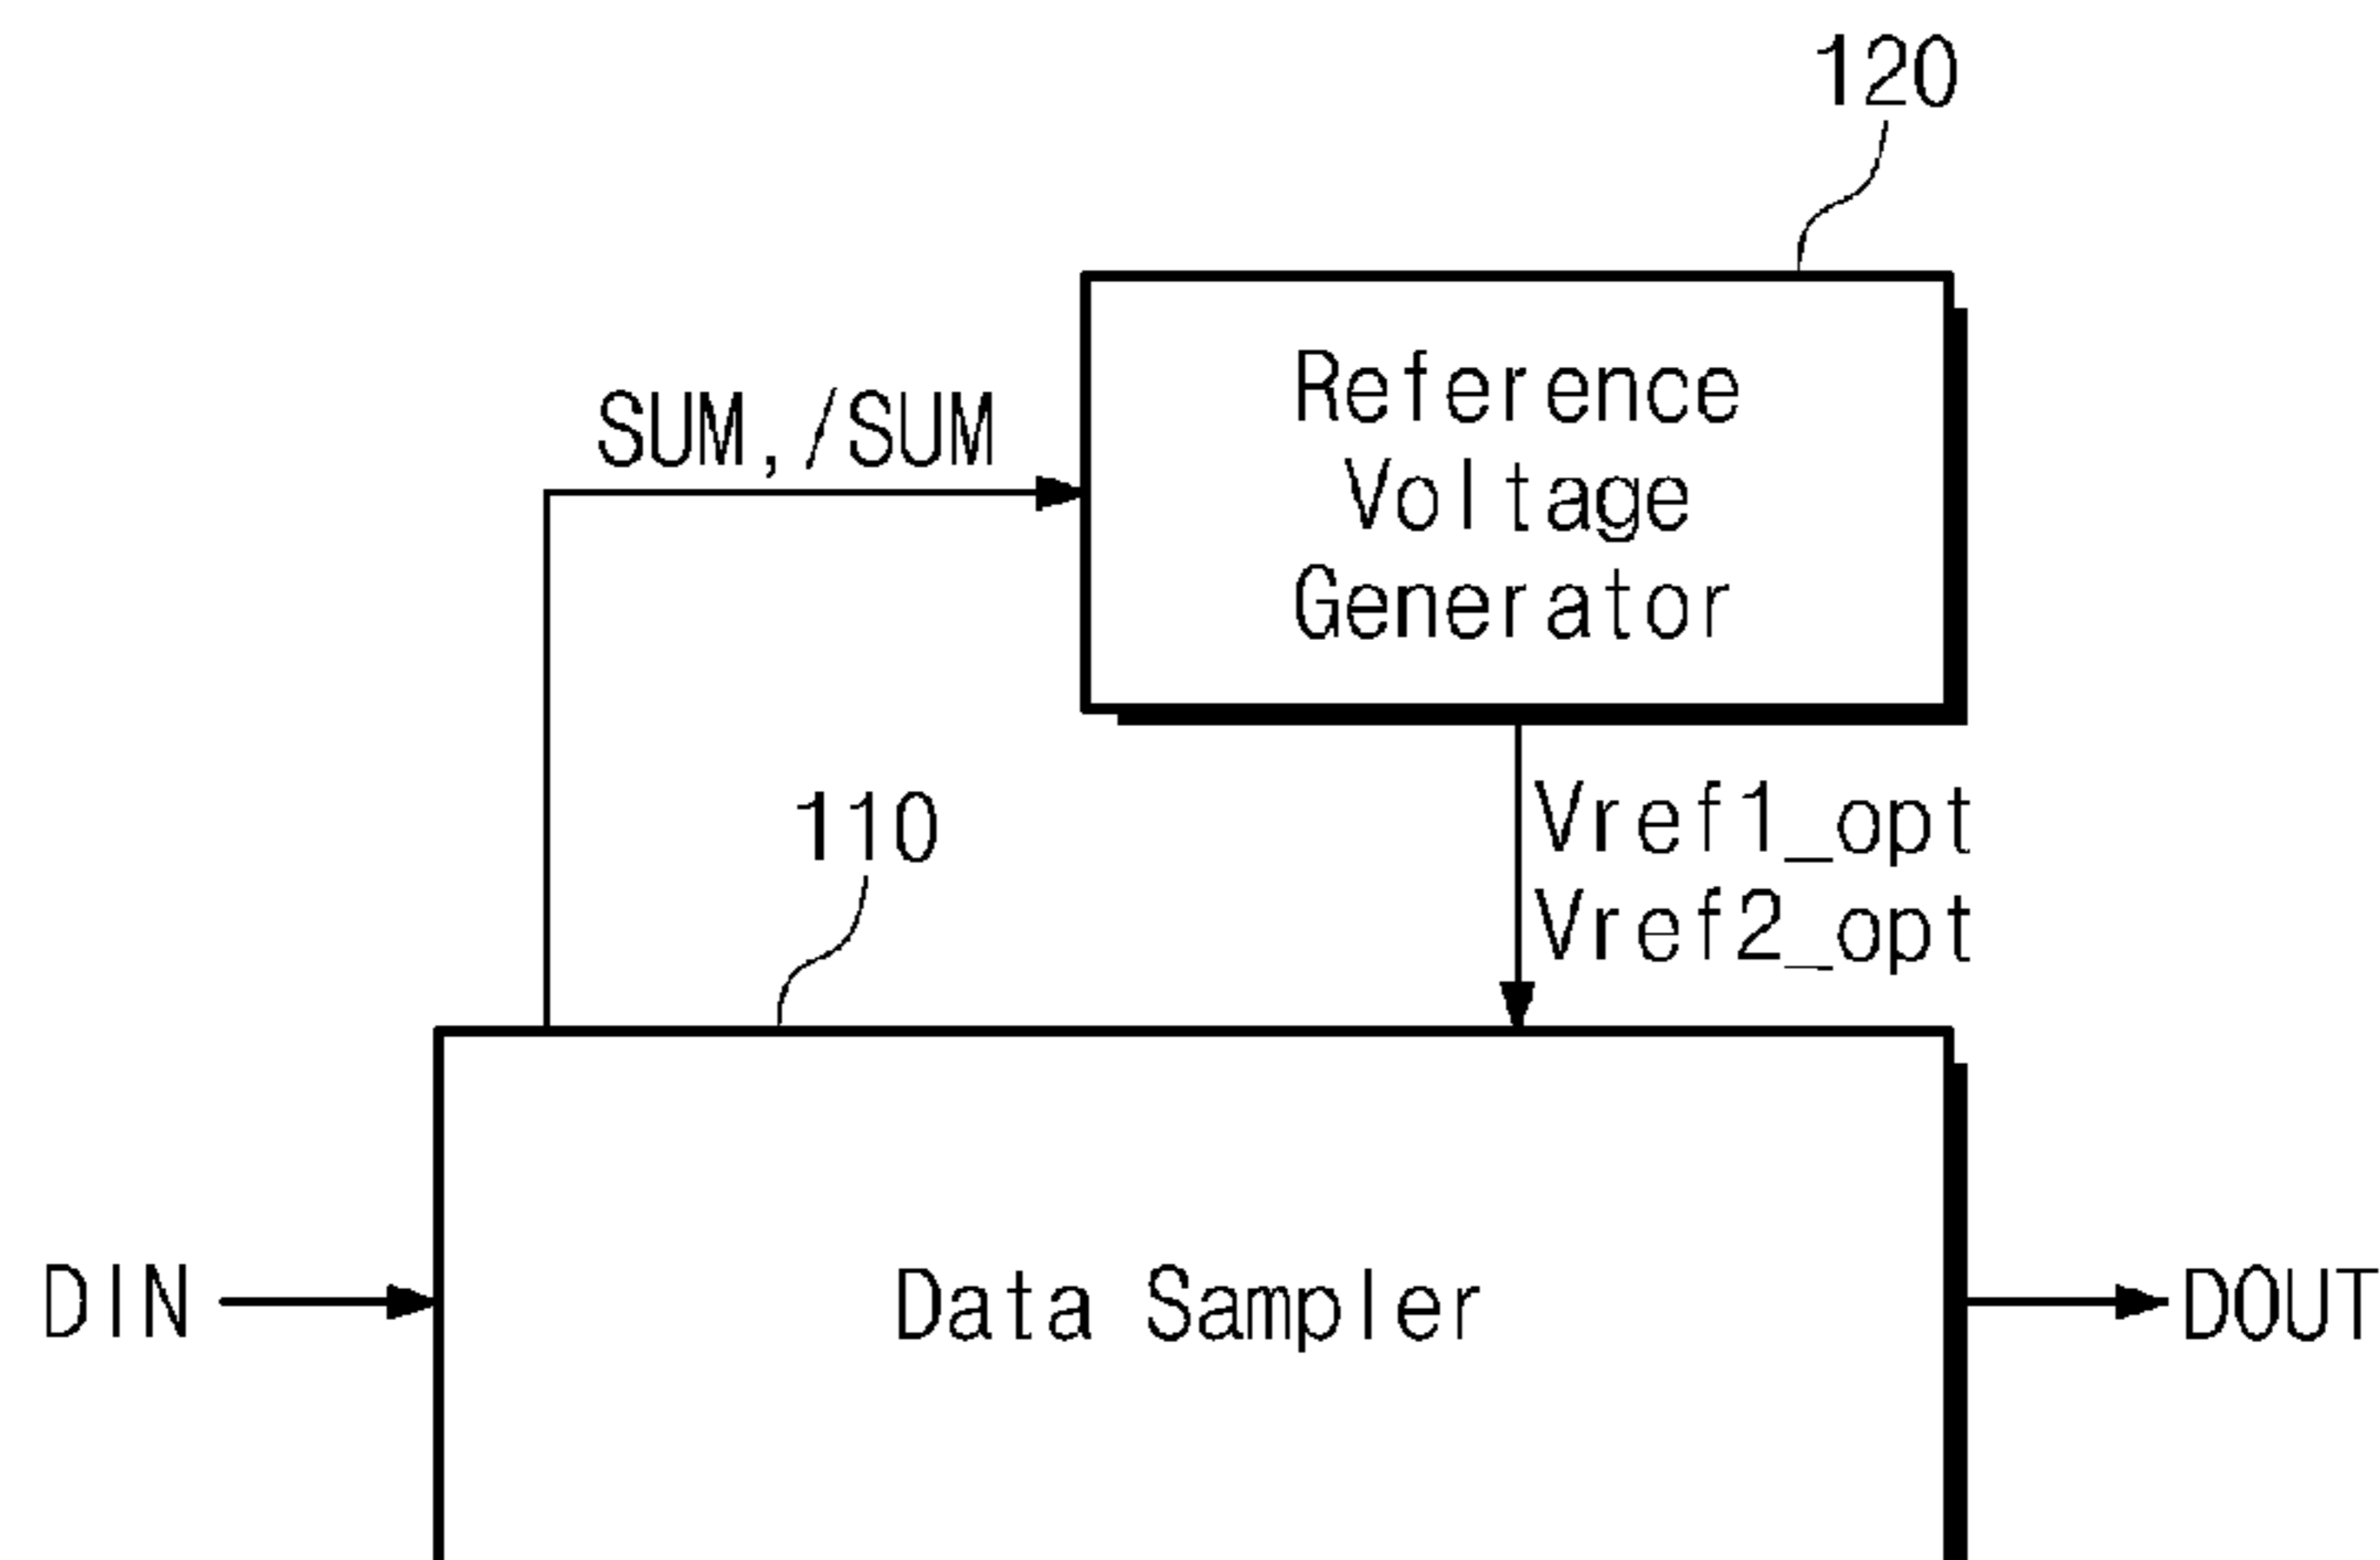 120
Reference
Voltage
Generator
SUM,/SUM
Vref1_opt
Vref2_opt
110
DIN
Data Sampler
DOUT